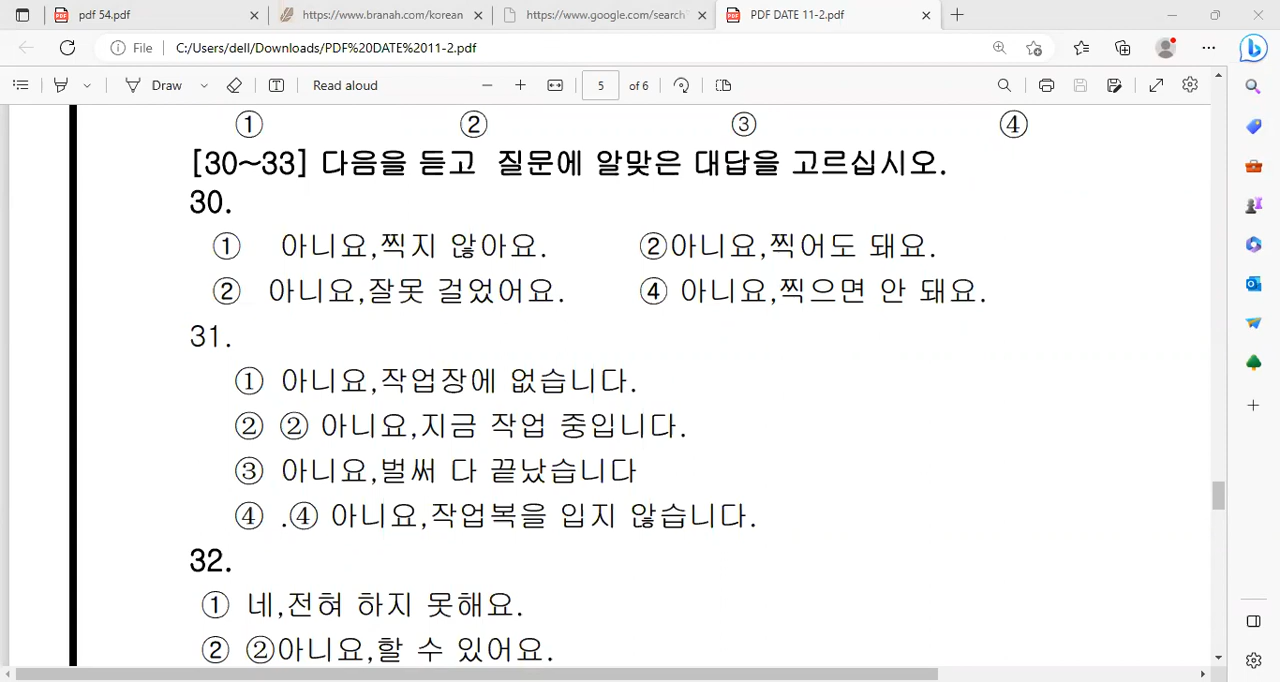 pdf 54.pdf https://www.branah.com/korean https://www.google.com/search? PDF DATE 11-2.pdf
File C:/Users/dell/Downloads/PDF%20DATE%2011-2.pdf
Draw Read aloud 5 of 6
① ② ③ ④
[30~33] 다음을 듣고 질문에 알맞은 대답을 고르십시오.
30.
① 아니요,찍지 않아요. ②아니요,찍어도 돼요.
② 아니요,잘못 걸었어요. ④ 아니요,찍으면 안 돼요.
31.
① 아니요,작업장에 없습니다.
② ② 아니요,지금 작업 중입니다.
③ 아니요,벌써 다 끝났습니다
④ .④ 아니요,작업복을 입지 않습니다.
32.
① 네,전혀 하지 못해요.
② ②아니요,할 수 있어요.